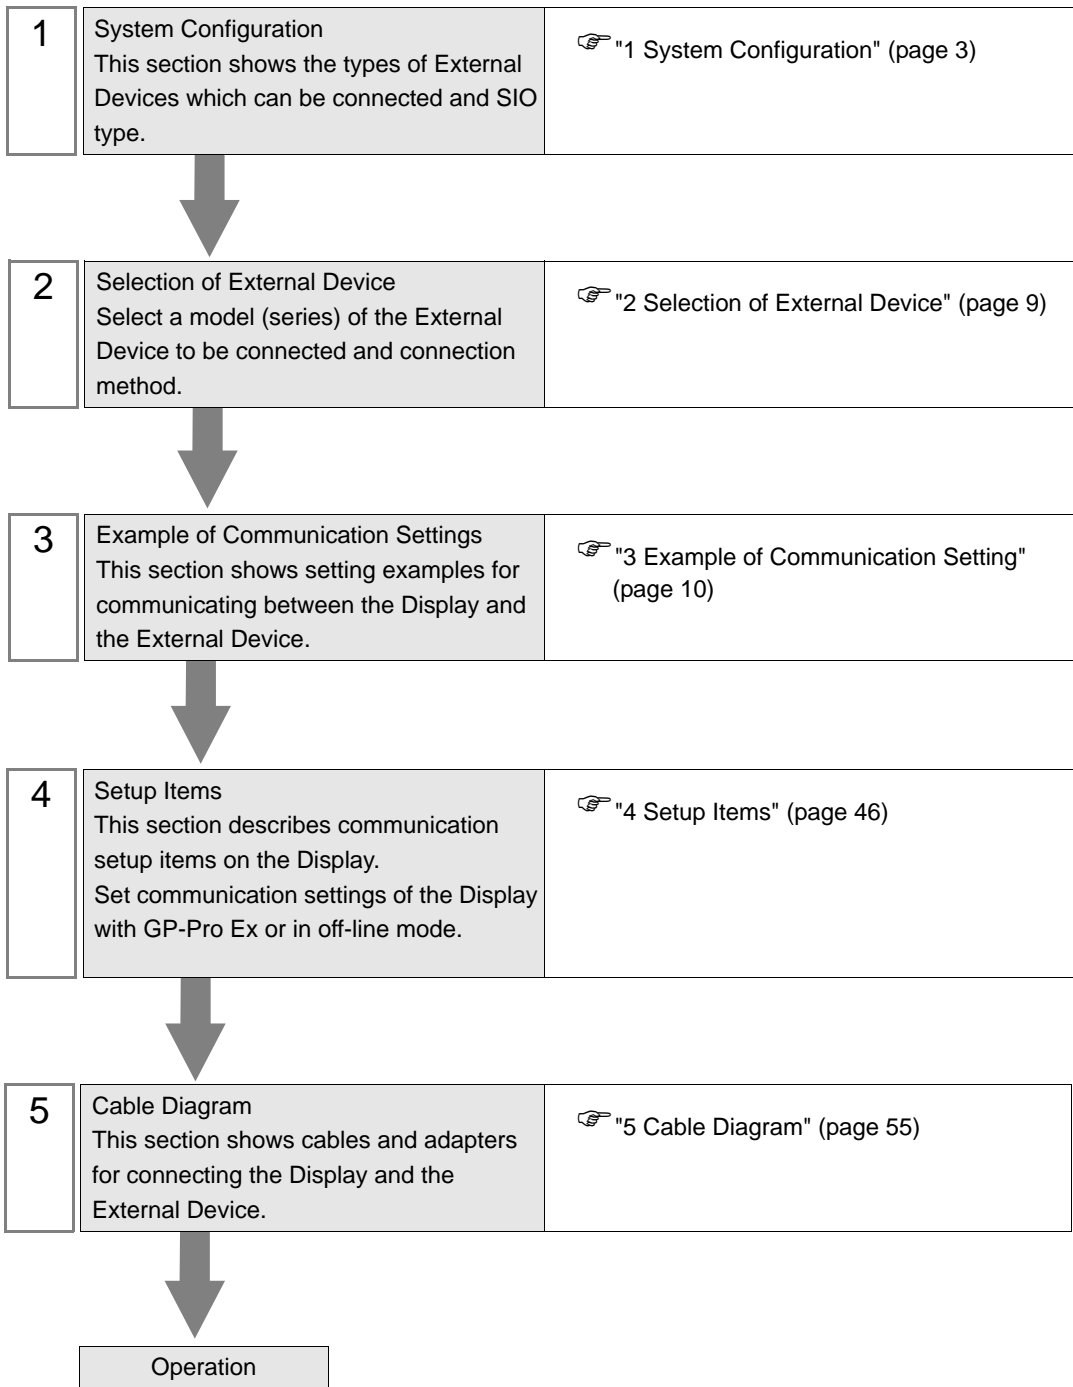 1
System Configuration
This section shows the types of External
Devices which can be connected and SIO
type.
"1 System Configuration" (page 3)
2
Selection of External Device
Select a model (series) of the External
Device to be connected and connection
method.
"2 Selection of External Device" (page 9)
3
Example of Communication Settings
This section shows setting examples for
communicating between the Display and
the External Device.
"3 Example of Communication Setting"
(page 10)
4
Setup Items
This section describes communication
setup items on the Display.
Set communication settings of the Display
with GP-Pro Ex or in off-line mode.
"4 Setup Items" (page 46)
5
Cable Diagram
This section shows cables and adapters
for connecting the Display and the
External Device.
"5 Cable Diagram" (page 55)
Operation